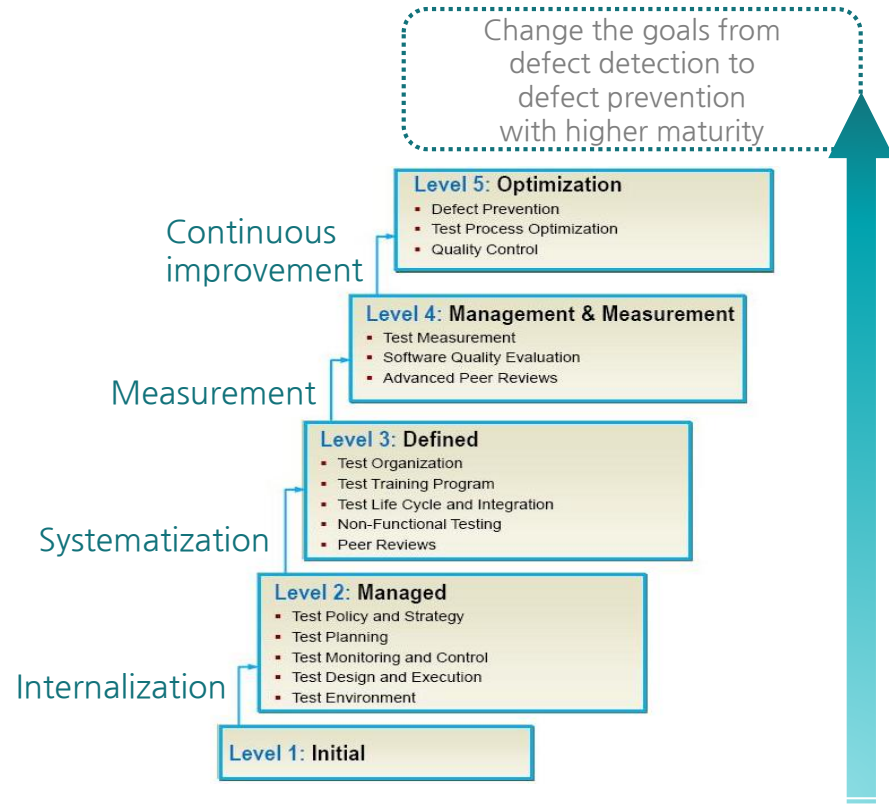 Change the goals from
defect detection to
defect prevention
with higher maturity
Level 5: Optimization
▪ Defect Prevention
▪ Test Process Optimization
▪ Quality Control
Continuous
improvement
Level 4: Management & Measurement
▪ Test Measurement
▪ Software Quality Evaluation
▪ Advanced Peer Reviews
Measurement
Level 3: Defined
▪ Test Organization
▪ Test Training Program
▪ Test Life Cycle and Integration
▪ Non-Functional Testing
▪ Peer Reviews
Systematization
Level 2: Managed
▪ Test Policy and Strategy
▪ Test Planning
▪ Test Monitoring and Control
▪ Test Design and Execution
▪ Test Environment
Internalization
Level 1: Initial